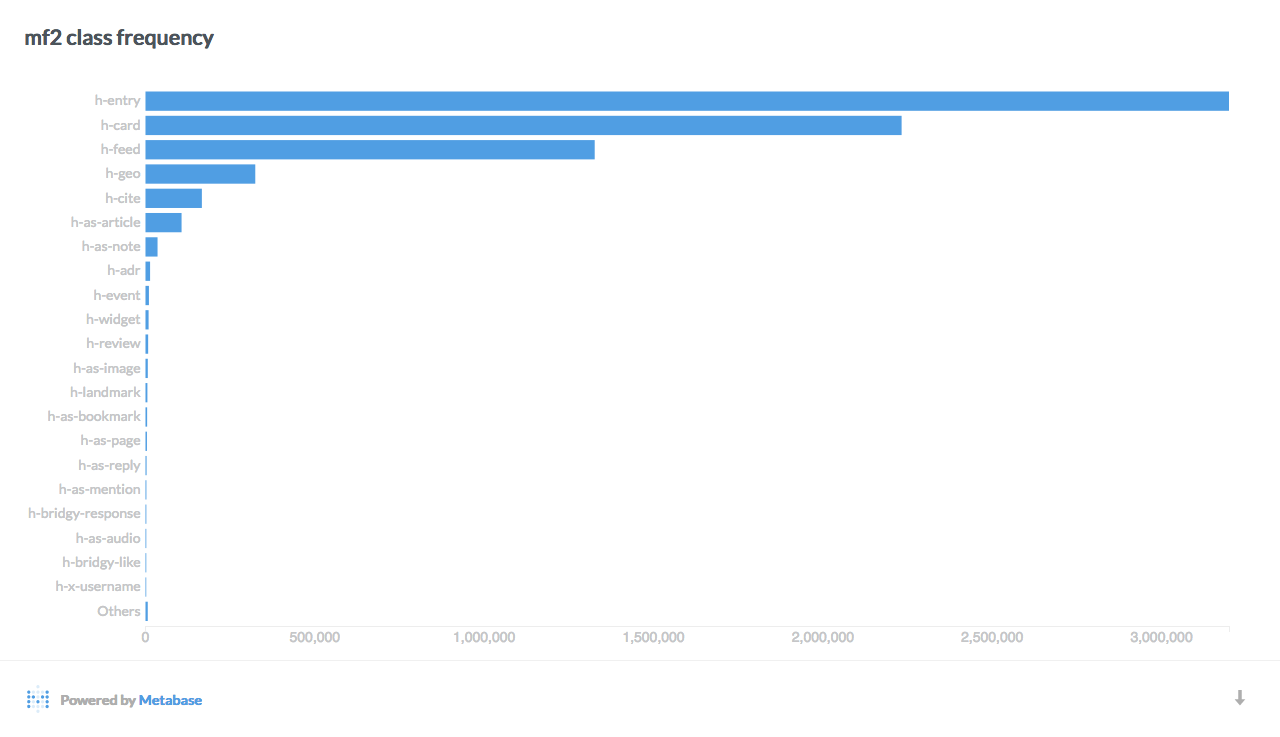 mf2 class frequency
h-entry
h-card
h-feed
h-geo
h-cite
h-as-article
h-as-note
h-adr
h-event
h-widget
h-review
h-as-image
h-landmark
h-as-bookmark
h-as-page
h-as-reply
h-as-mention
h-bridgy-response
h-as-audio
h-bridgy-like
h-x-username
Others
0 500,000 1,000,000 1,500,000 2,000,000 2,500,000 3,000,000
Powered by Metabase